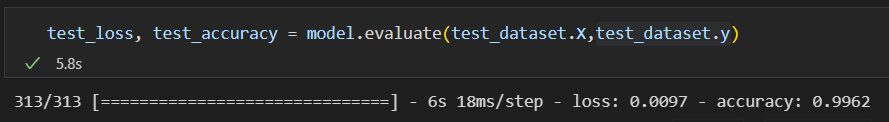 test_loss, test_accuracy = model.evaluate(test_dataset.X,test_dataset.y)
5.8s
313/313 [==============================] - 6s 18ms/step - loss: 0.0097 - accuracy: 0.9962